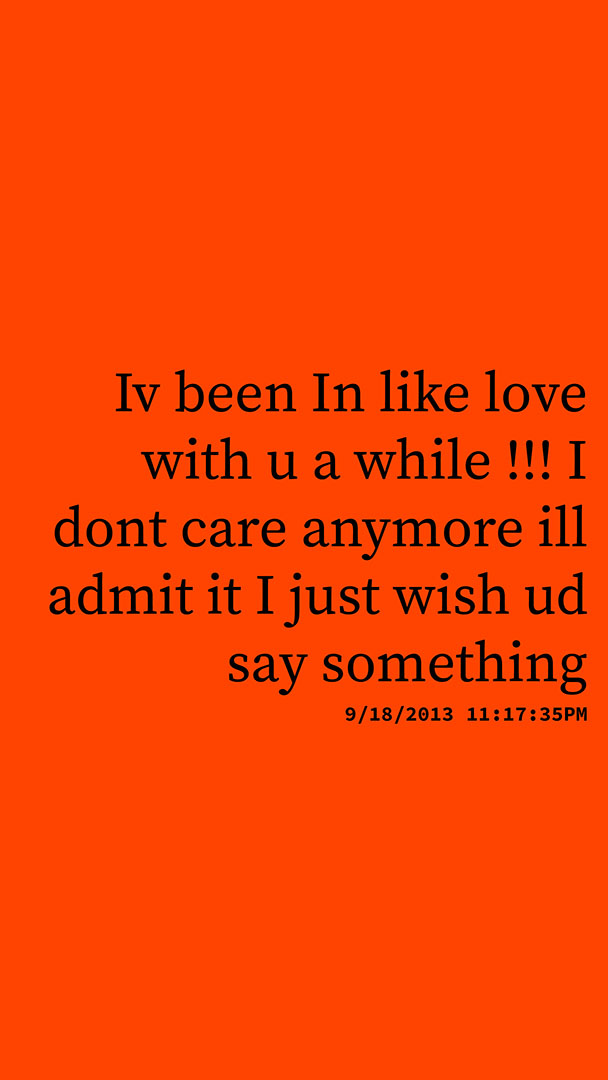 Iv been In like love
with u a while !!! I
dont care anymore ill
admit it I just wish ud
say something
9/18/2013 11:17:35PM